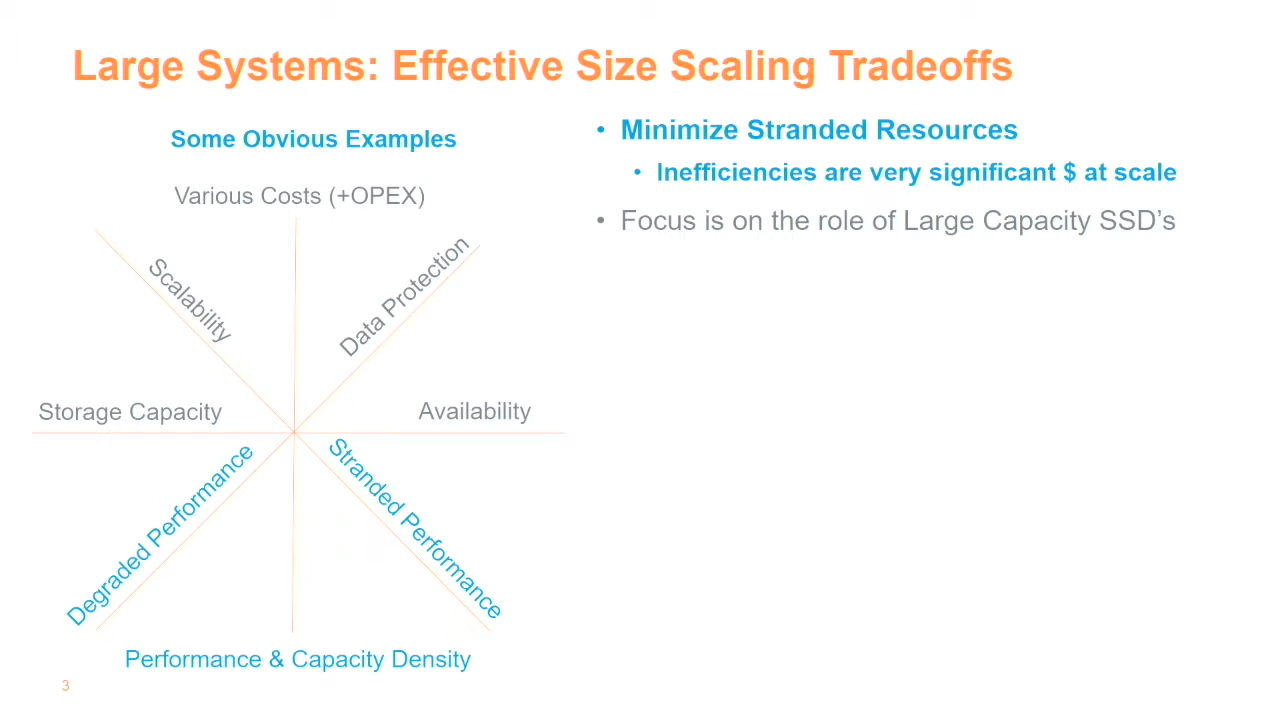 Large Systems: Effective Size Scaling Tradeoffs
Some Obvious Examples
Various Costs (+OPEX)
Scalability
Data Protection
Storage Capacity
Availability
Degraded Performance
Stranded Performance
Performance & Capacity Density
• Minimize Stranded Resources
• Inefficiencies are very significant $ at scale
• Focus is on the role of Large Capacity SSD’s
3